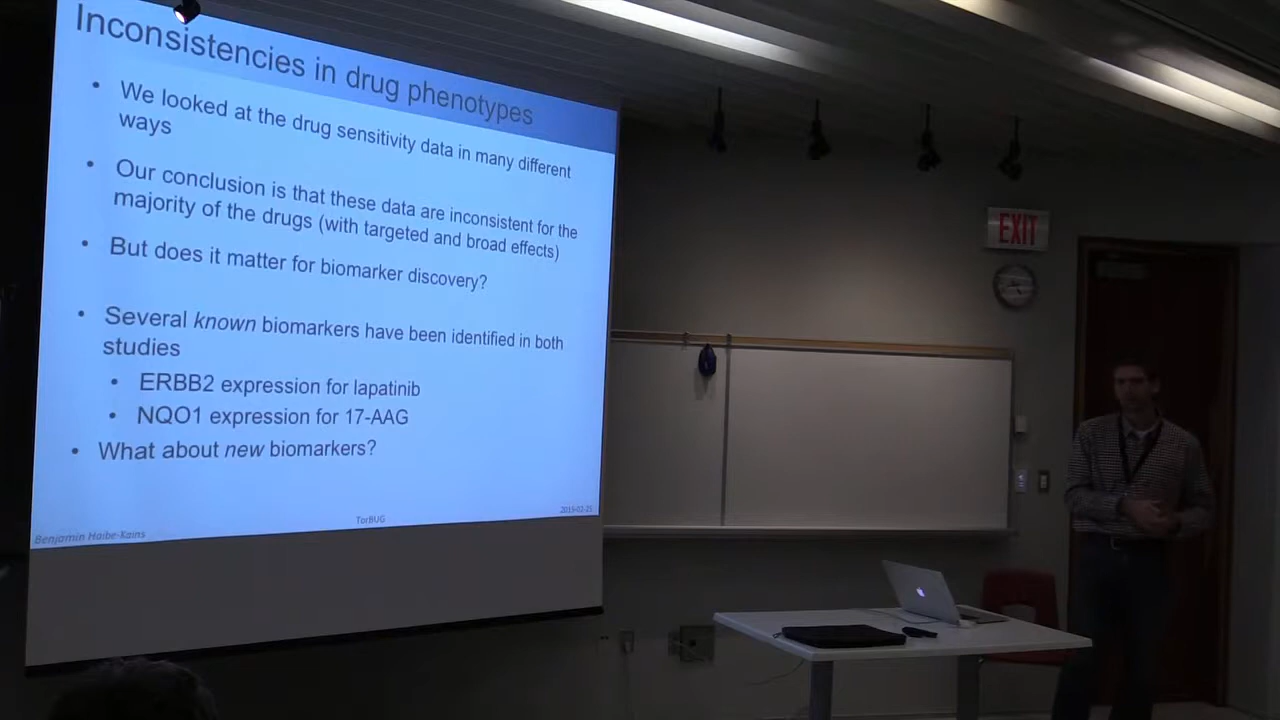 Inconsistencies in drug phenotypes
• We looked at the drug sensitivity data in many different
ways
• Our conclusion is that these data are inconsistent for the
majority of the drugs (with targeted and broad effects)
• But does it matter for biomarker discovery?
• Several known biomarkers have been identified in both
studies
• ERBB2 expression for lapatinib
• NQO1 expression for 17-AAG
• What about new biomarkers?
Benjamin Haibe-Kains
TorBUG
EXIT